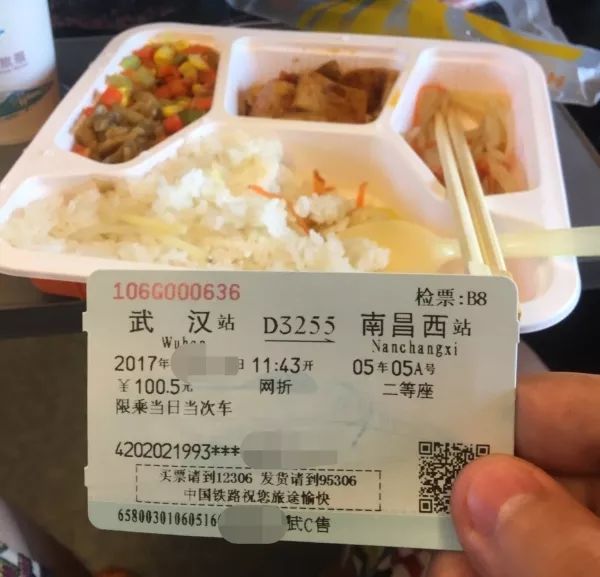 106G000636
检票:B8
武汉站 D3255 南昌西站
Wuhan Nanchangxi
2017年 日 11:43开 05车05A号
¥100.5元 网折 二等座
限乘当日当次车
4202021993***
买票请到12306 发货请到95306
中国铁路祝您旅途愉快
65800301060516 武C售